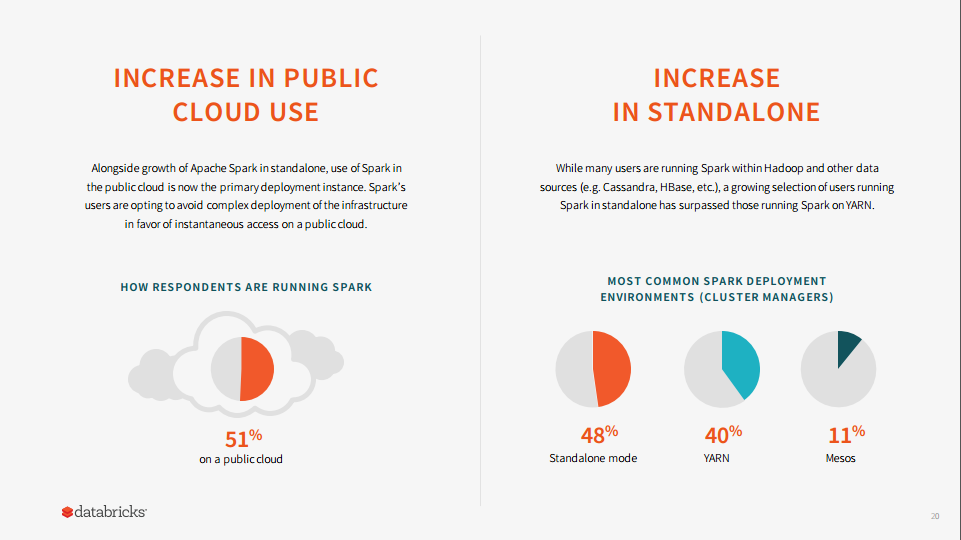 INCREASE IN PUBLIC
CLOUD USE
Alongside growth of Apache Spark in standalone, use of Spark in
the public cloud is now the primary deployment instance. Spark's
users are opting to avoid complex deployment of the infrastructure
in favor of instantaneous access on a public cloud.
HOW RESPONDENTS ARE RUNNING SPARK
51%
on a public cloud
INCREASE
IN STANDALONE
While many users are running Spark within Hadoop and other data
sources (e.g. Cassandra, HBase, etc.), a growing selection of users running
Spark in standalone has surpassed those running Spark on YARN.
MOST COMMON SPARK DEPLOYMENT
ENVIRONMENTS (CLUSTER MANAGERS)
48% 40% 11%
Standalone mode YARN Mesos
databricks
20